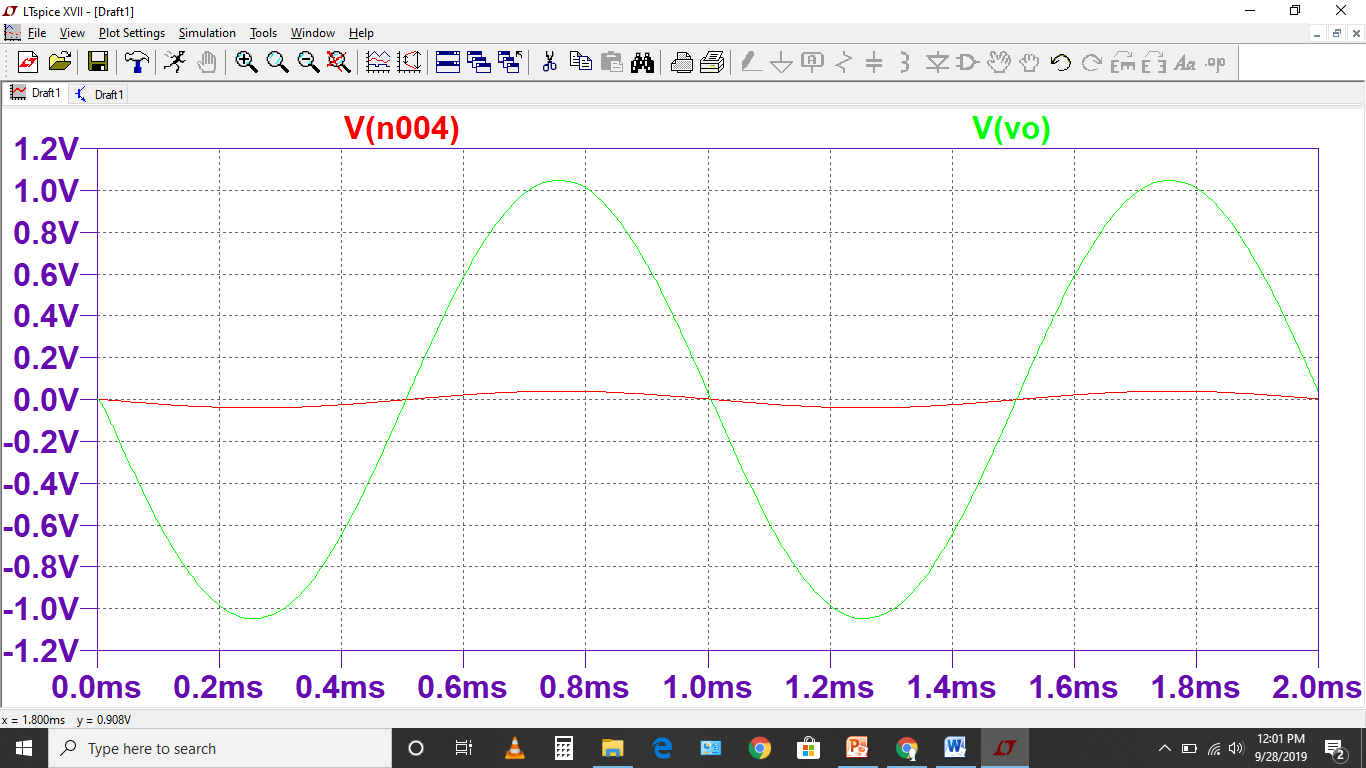 LTspice XVII - [Draft1]
File View Plot Settings Simulation Tools Window Help
Draft1 Draft1
V(n004) V(vo)
1.2V
1.0V
0.8V
0.6V
0.4V
0.2V
0.0V
-0.2V
-0.4V
-0.6V
-0.8V
-1.0V
-1.2V
0.0ms 0.2ms 0.4ms 0.6ms 0.8ms 1.0ms 1.2ms 1.4ms 1.6ms 1.8ms 2.0ms
x = 1.800ms y = 0.908V
Type here to search
12:01 PM
9/28/2019
2